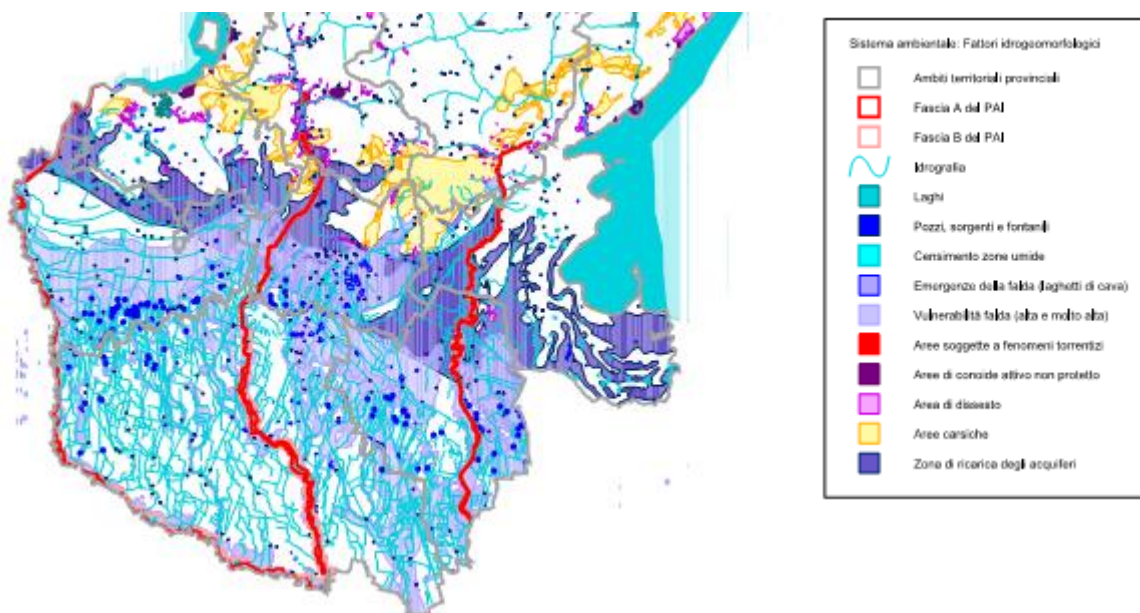 Sistema ambientale: Fattori idrogeomorfologici
Ambiti territoriali provinciali
Fascia A del PAI
Fascia B del PAI
Idrografia
Laghi
Pozzi, sorgenti e fontanili
Censimento zone umide
Emergenze della falda (laghetti di cava)
Vulnerabilità falda (alta e molto alta)
Aree soggette a fenomeni torrentizi
Aree di conoide attivo non protetto
Area di dissesto
Aree carsiche
Zona di ricarica degli acquiferi